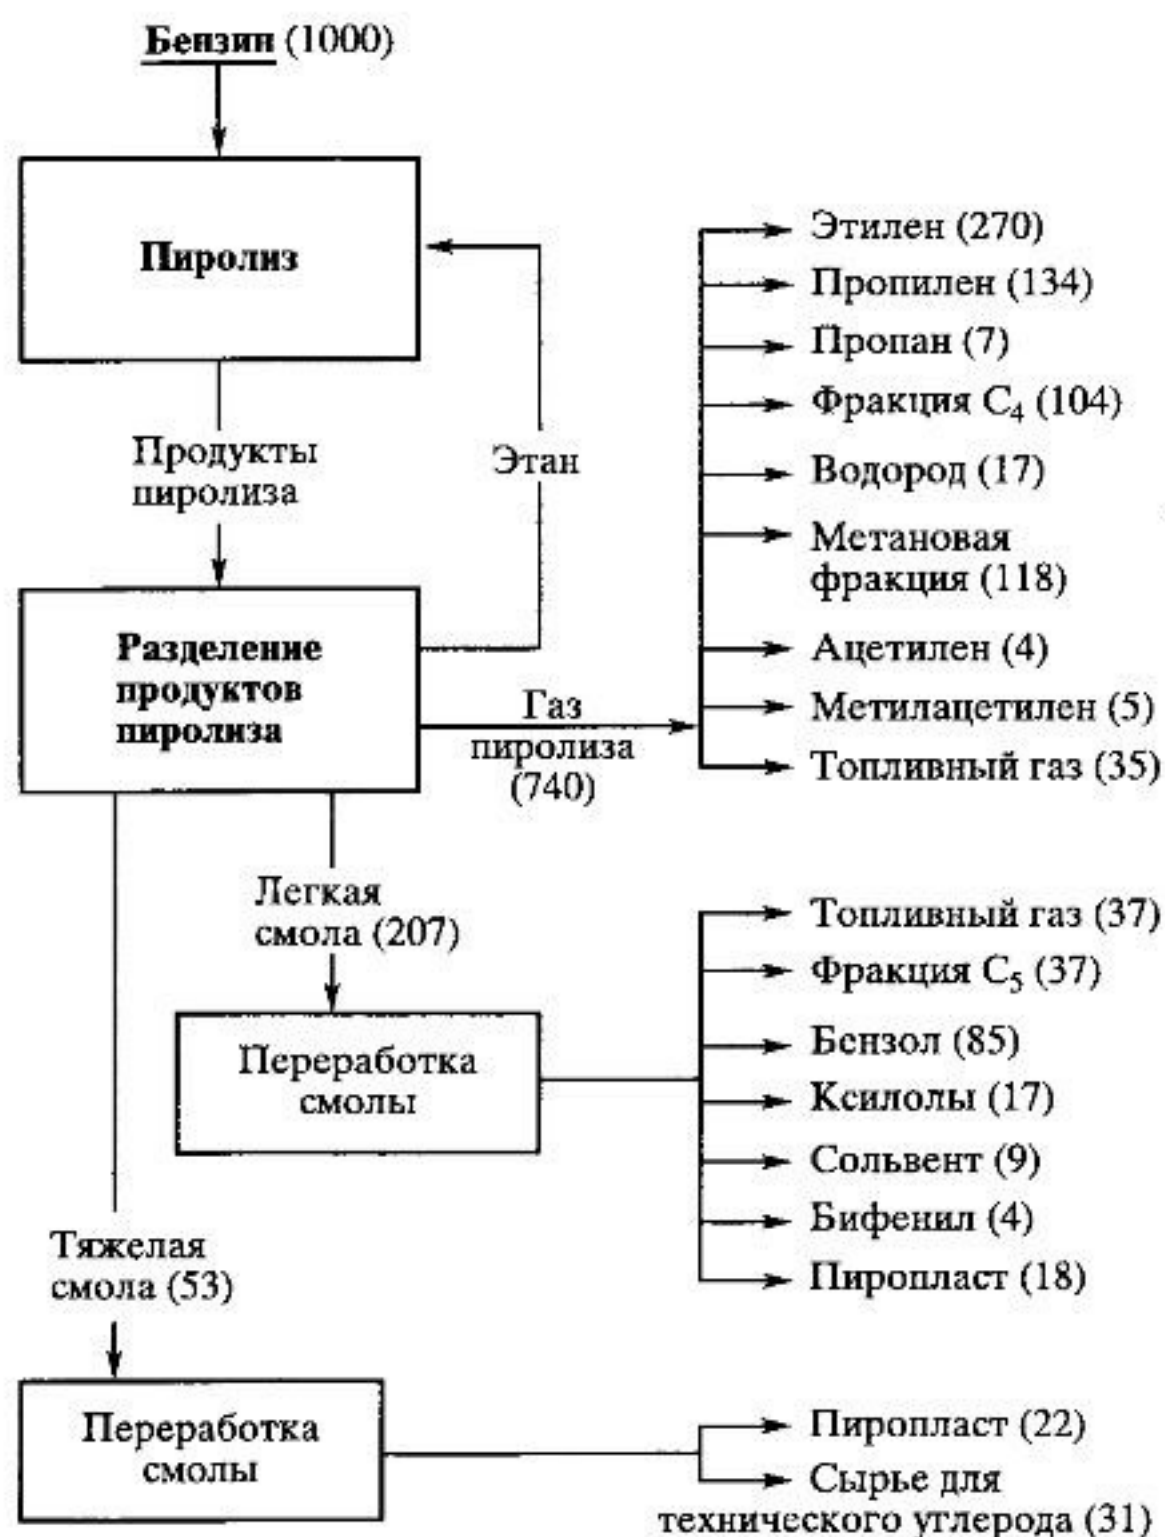 Бензин (1000)
Пиролиз
Продукты
пиролиза
Этан
Разделение
продуктов
пиролиза
Газ
пиролиза
(740)
Этилен (270)
Пропилен (134)
Пропан (7)
Фракция C₄ (104)
Водород (17)
Метановая
фракция (118)
Ацетилен (4)
Метилацетилен (5)
Топливный газ (35)
Легкая
смола (207)
Переработка
смолы
Топливный газ (37)
Фракция C₅ (37)
Бензол (85)
Ксилолы (17)
Сольвент (9)
Бифенил (4)
Пиропласт (18)
Тяжелая
смола (53)
Переработка
смолы
Пиропласт (22)
Сырье для
технического углерода (31)